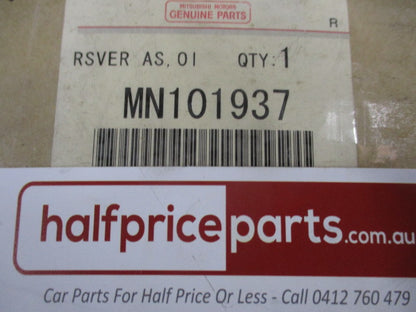 MITSUBISHI MOTORS
GENUINE PARTS
R
RSVER AS, OI QTY:1
MN101937
halfpriceparts.com.au
Car Parts For Half Price Or Less - Call 0412 760 479